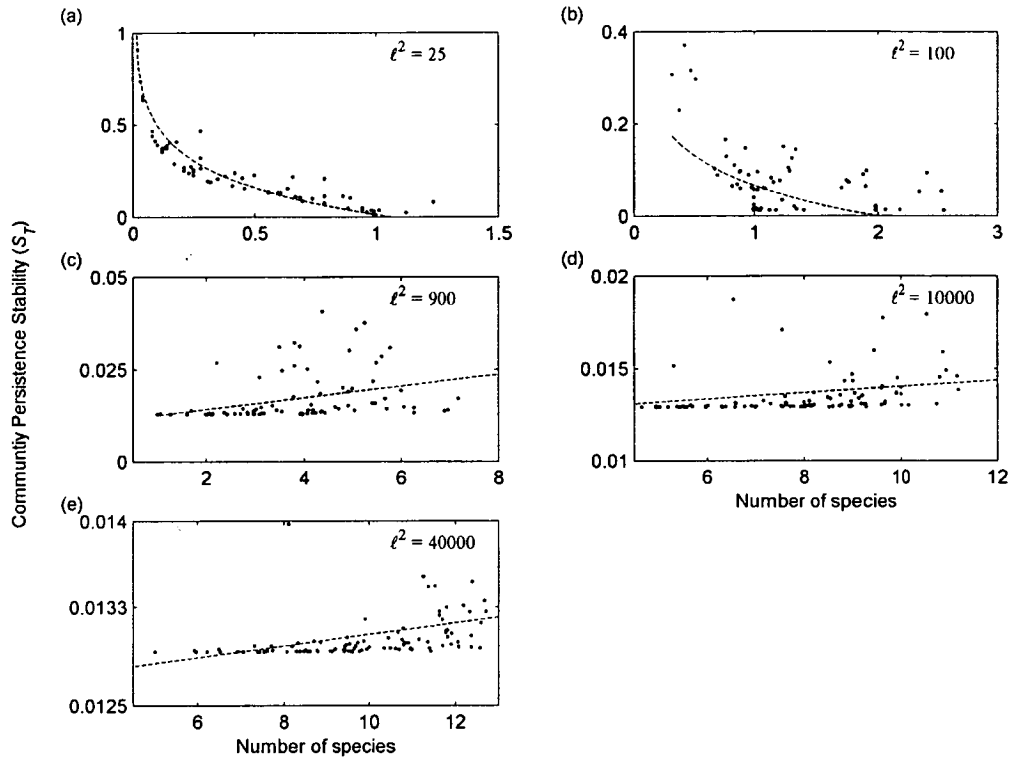 (a)
(b)
1
0.5
0
0
0.5
1
1.5
ℓ² = 25
0.4
0.2
0
0
1
2
3
ℓ² = 100
Communtiy Persistence Stability (S_T)
(c)
(d)
0.05
0.025
0
2
4
6
8
ℓ² = 900
0.02
0.015
0.01
6
8
10
12
ℓ² = 10000
Number of species
(e)
0.014
0.0133
0.0125
6
8
10
12
ℓ² = 40000
Number of species